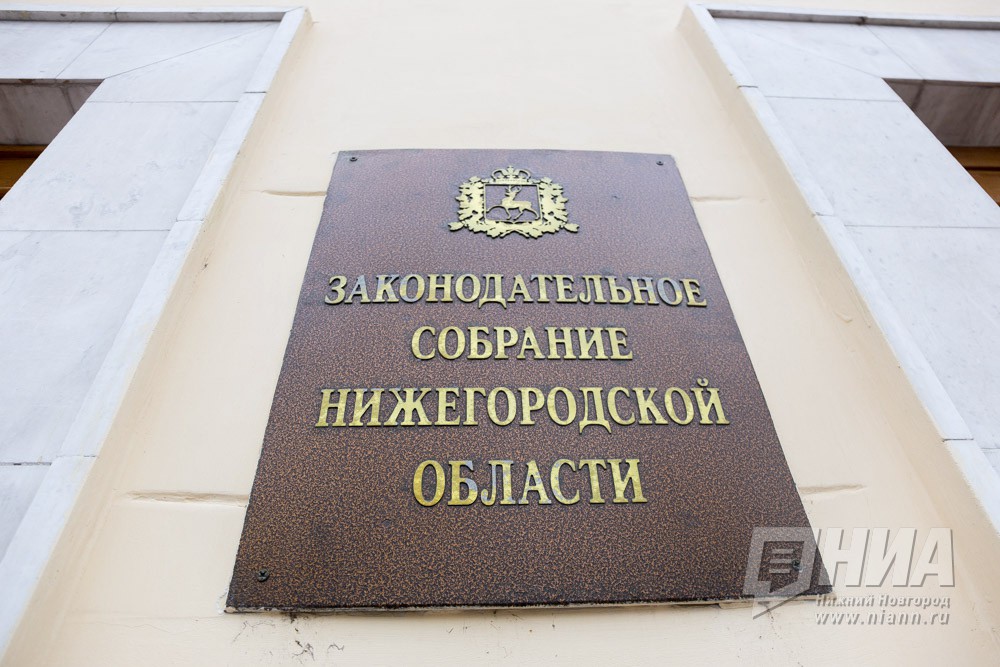 ЗАКОНОДАТЕЛЬНОЕ
СОБРАНИЕ
НИЖЕГОРОДСКОЙ
ОБЛАСТИ
НИА
Нижний Новгород
www.niann.ru